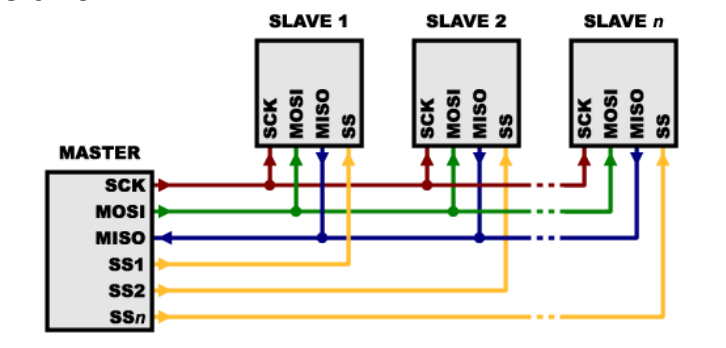 SLAVE 1
SLAVE 2
SLAVE n
SCK
MOSI
MISO
SS
SCK
MOSI
MISO
SS
SCK
MOSI
MISO
SS
MASTER
SCK
MOSI
MISO
SS1
SS2
SSn